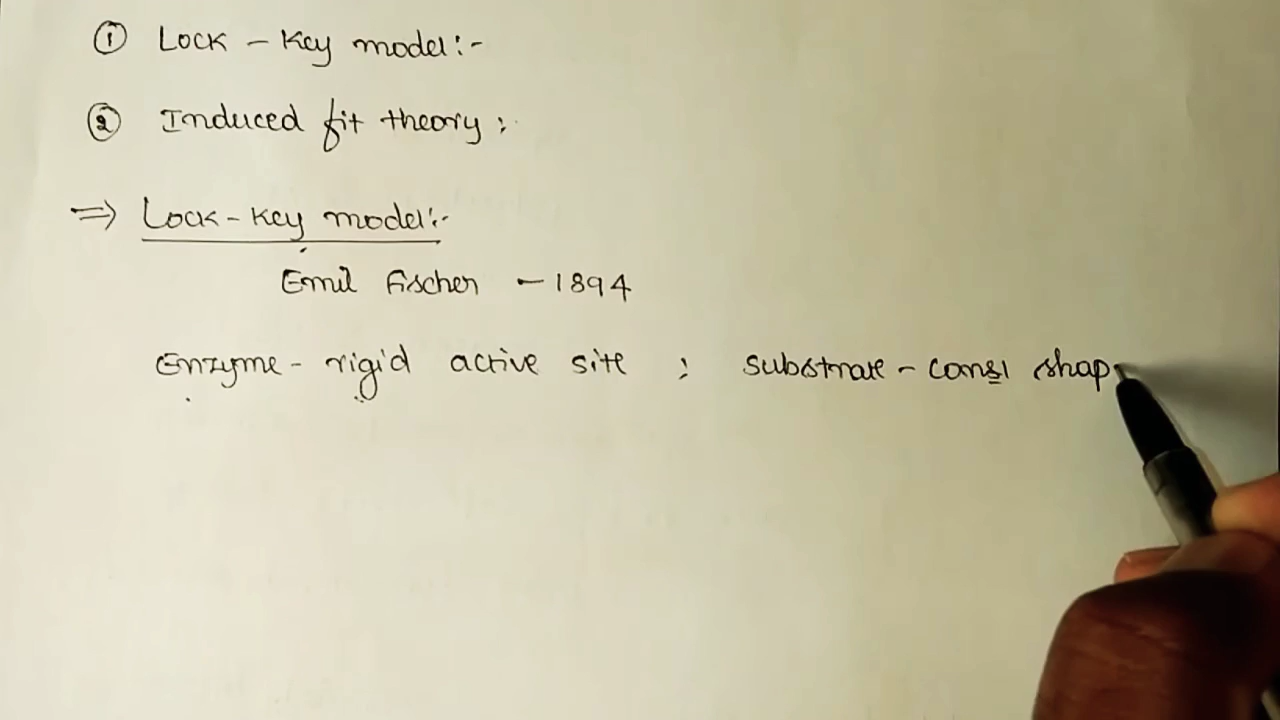 ① Lock - Key model:-
② Induced fit theory:
⇒ Lock - Key model:-
Emil Fischer - 1894
Enzyme - rigid active site ; substrate - shap